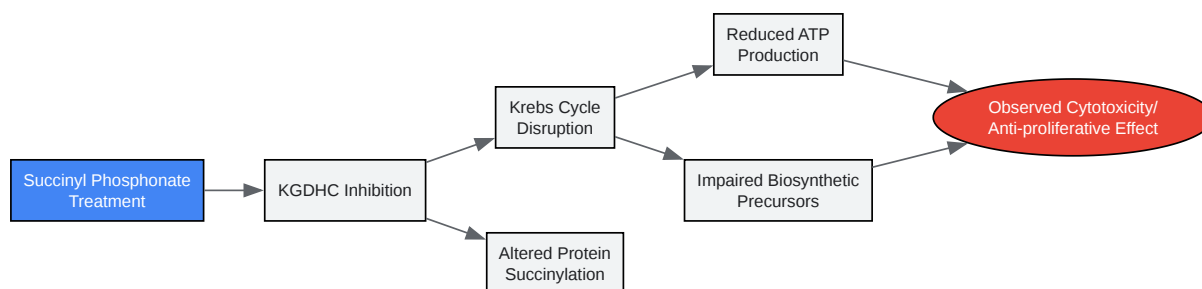 Succinyl Phosphonate
Treatment
KGDHC Inhibition
Krebs Cycle
Disruption
Altered Protein
Succinylation
Reduced ATP
Production
Impaired Biosynthetic
Precursors
Observed Cytotoxicity/
Anti-proliferative Effect